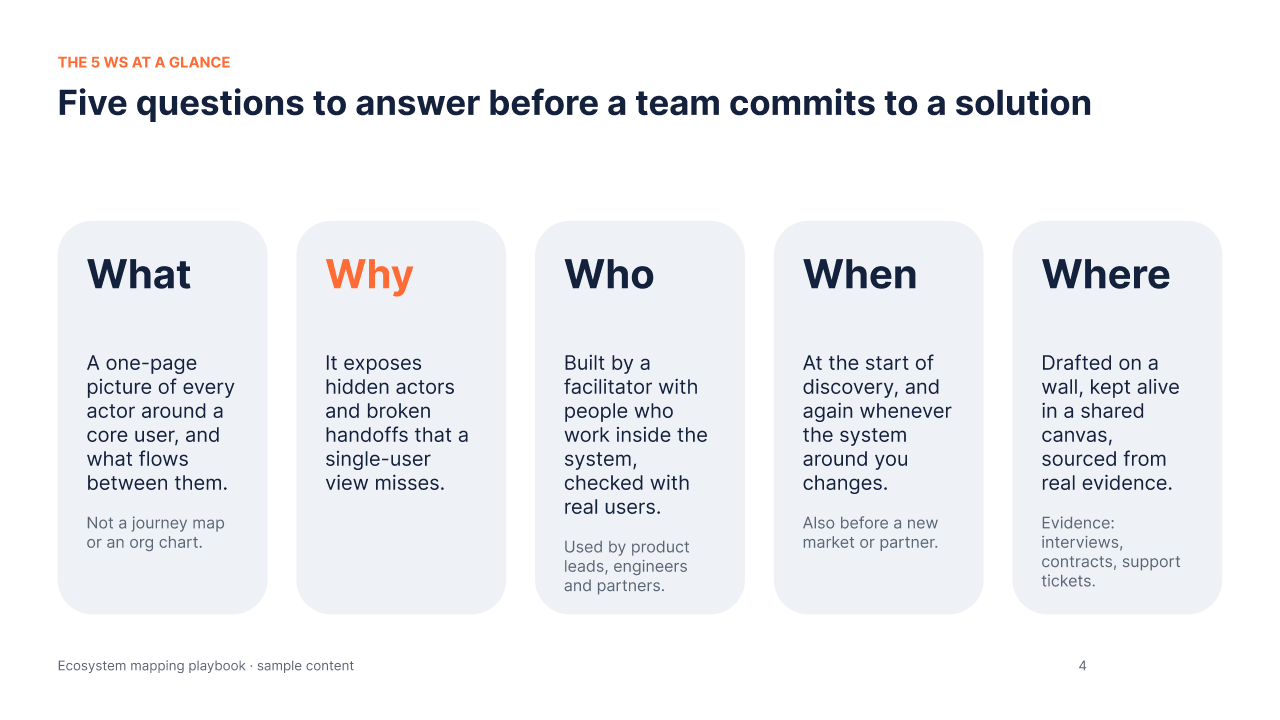 THE 5 WS AT A GLANCE
Five questions to answer before a team commits to a solution
What
A one-page
picture of every
actor around a
core user, and
what flows
between them.
Not a journey map
or an org chart.
Why
It exposes
hidden actors
and broken
handoffs that a
single-user
view misses.
Who
Built by a
facilitator with
people who
work inside the
system,
checked with
real users.
Used by product
leads, engineers
and partners.
When
At the start of
discovery, and
again whenever
the system
around you
changes.
Also before a new
market or partner.
Where
Drafted on a
wall, kept alive
in a shared
canvas,
sourced from
real evidence.
Evidence:
interviews,
contracts, support
tickets.
Ecosystem mapping playbook · sample content
4